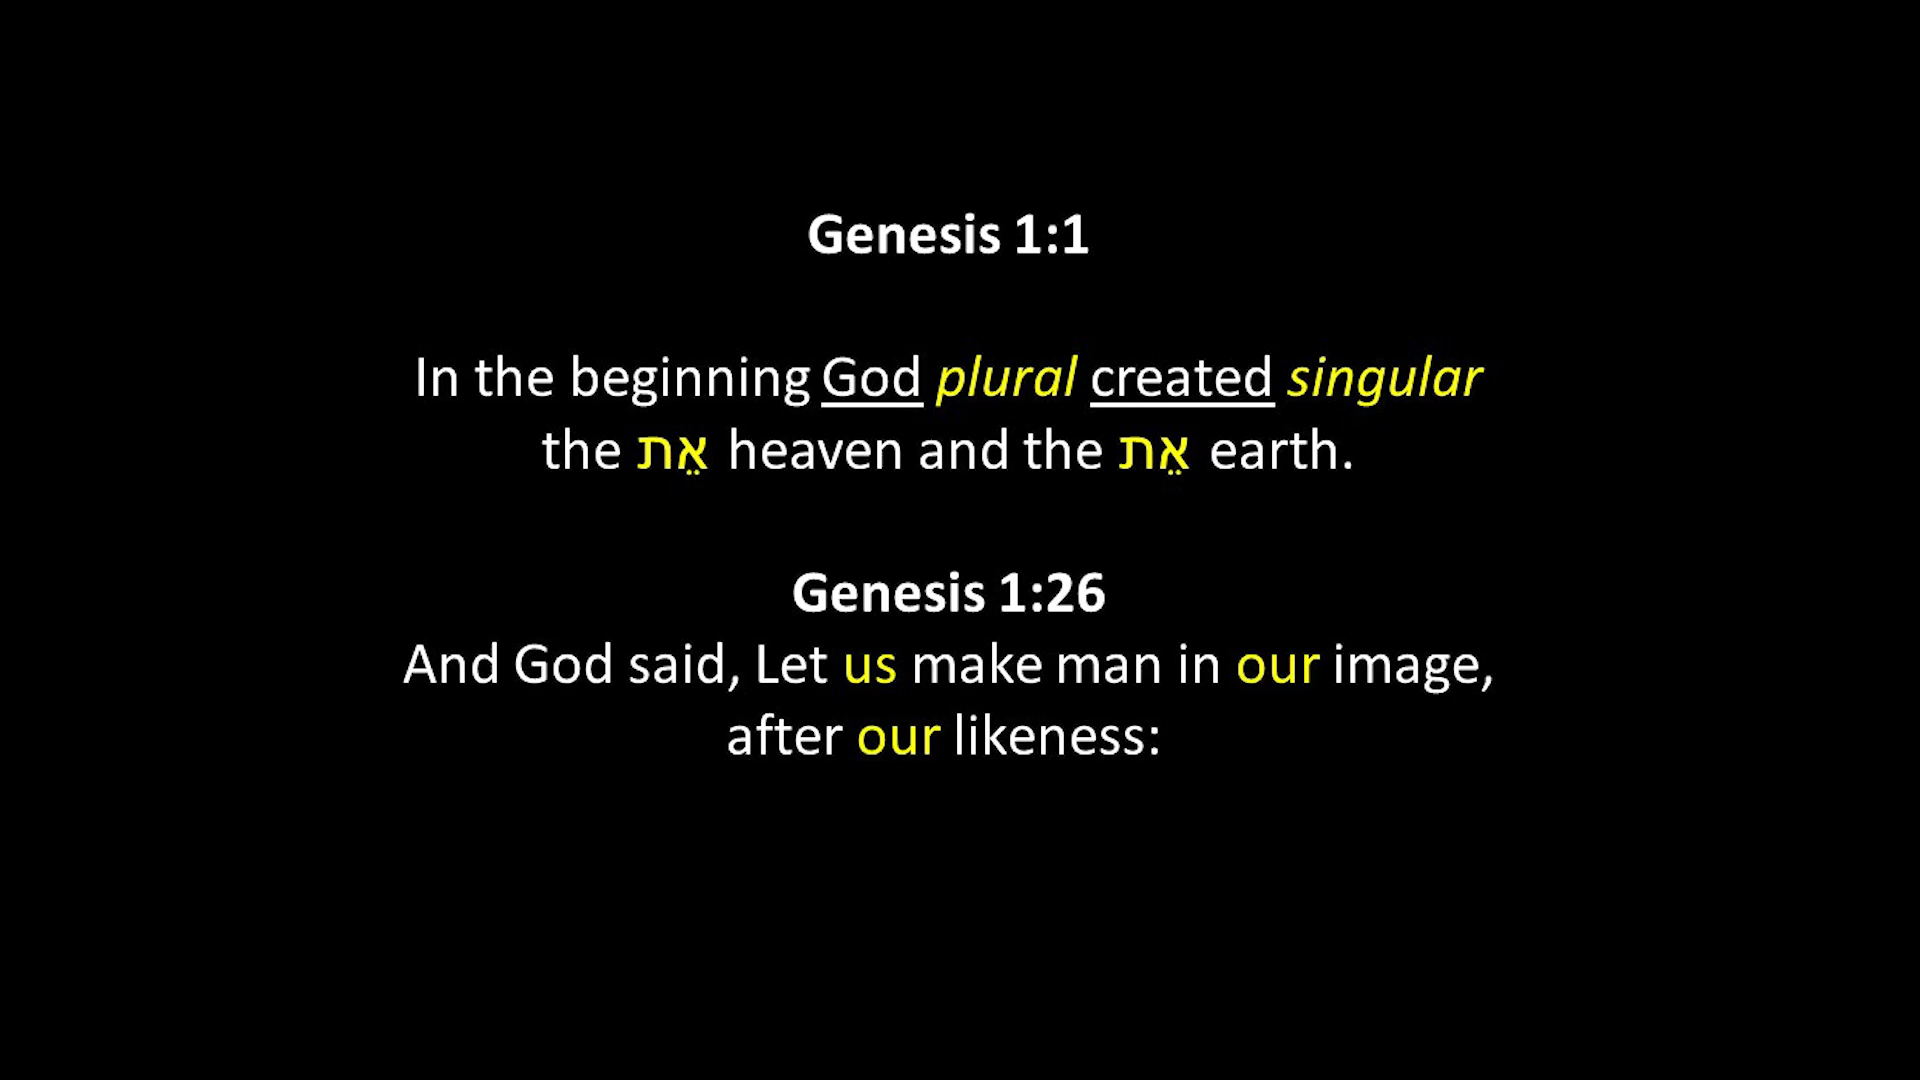 Genesis 1:1
In the beginning God plural created singular
the אֵת heaven and the אֵת earth.
Genesis 1:26
And God said, Let us make man in our image,
after our likeness: